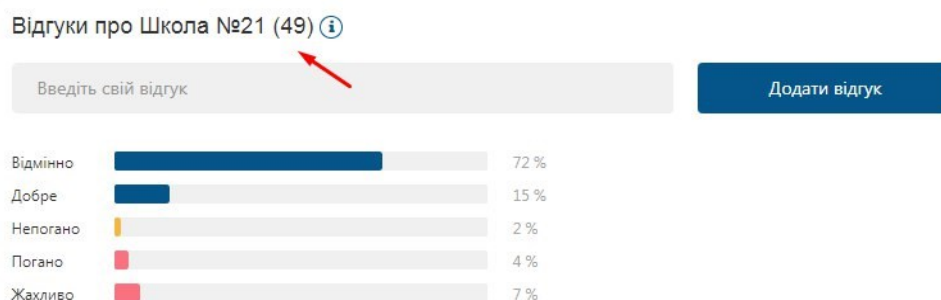 Відгуки про Школа №21 (49) i
Введіть свій відгук
Додати відгук
Відмінно 72 %
Добре 15 %
Непогано 2 %
Погано 4 %
Жахливо 7 %